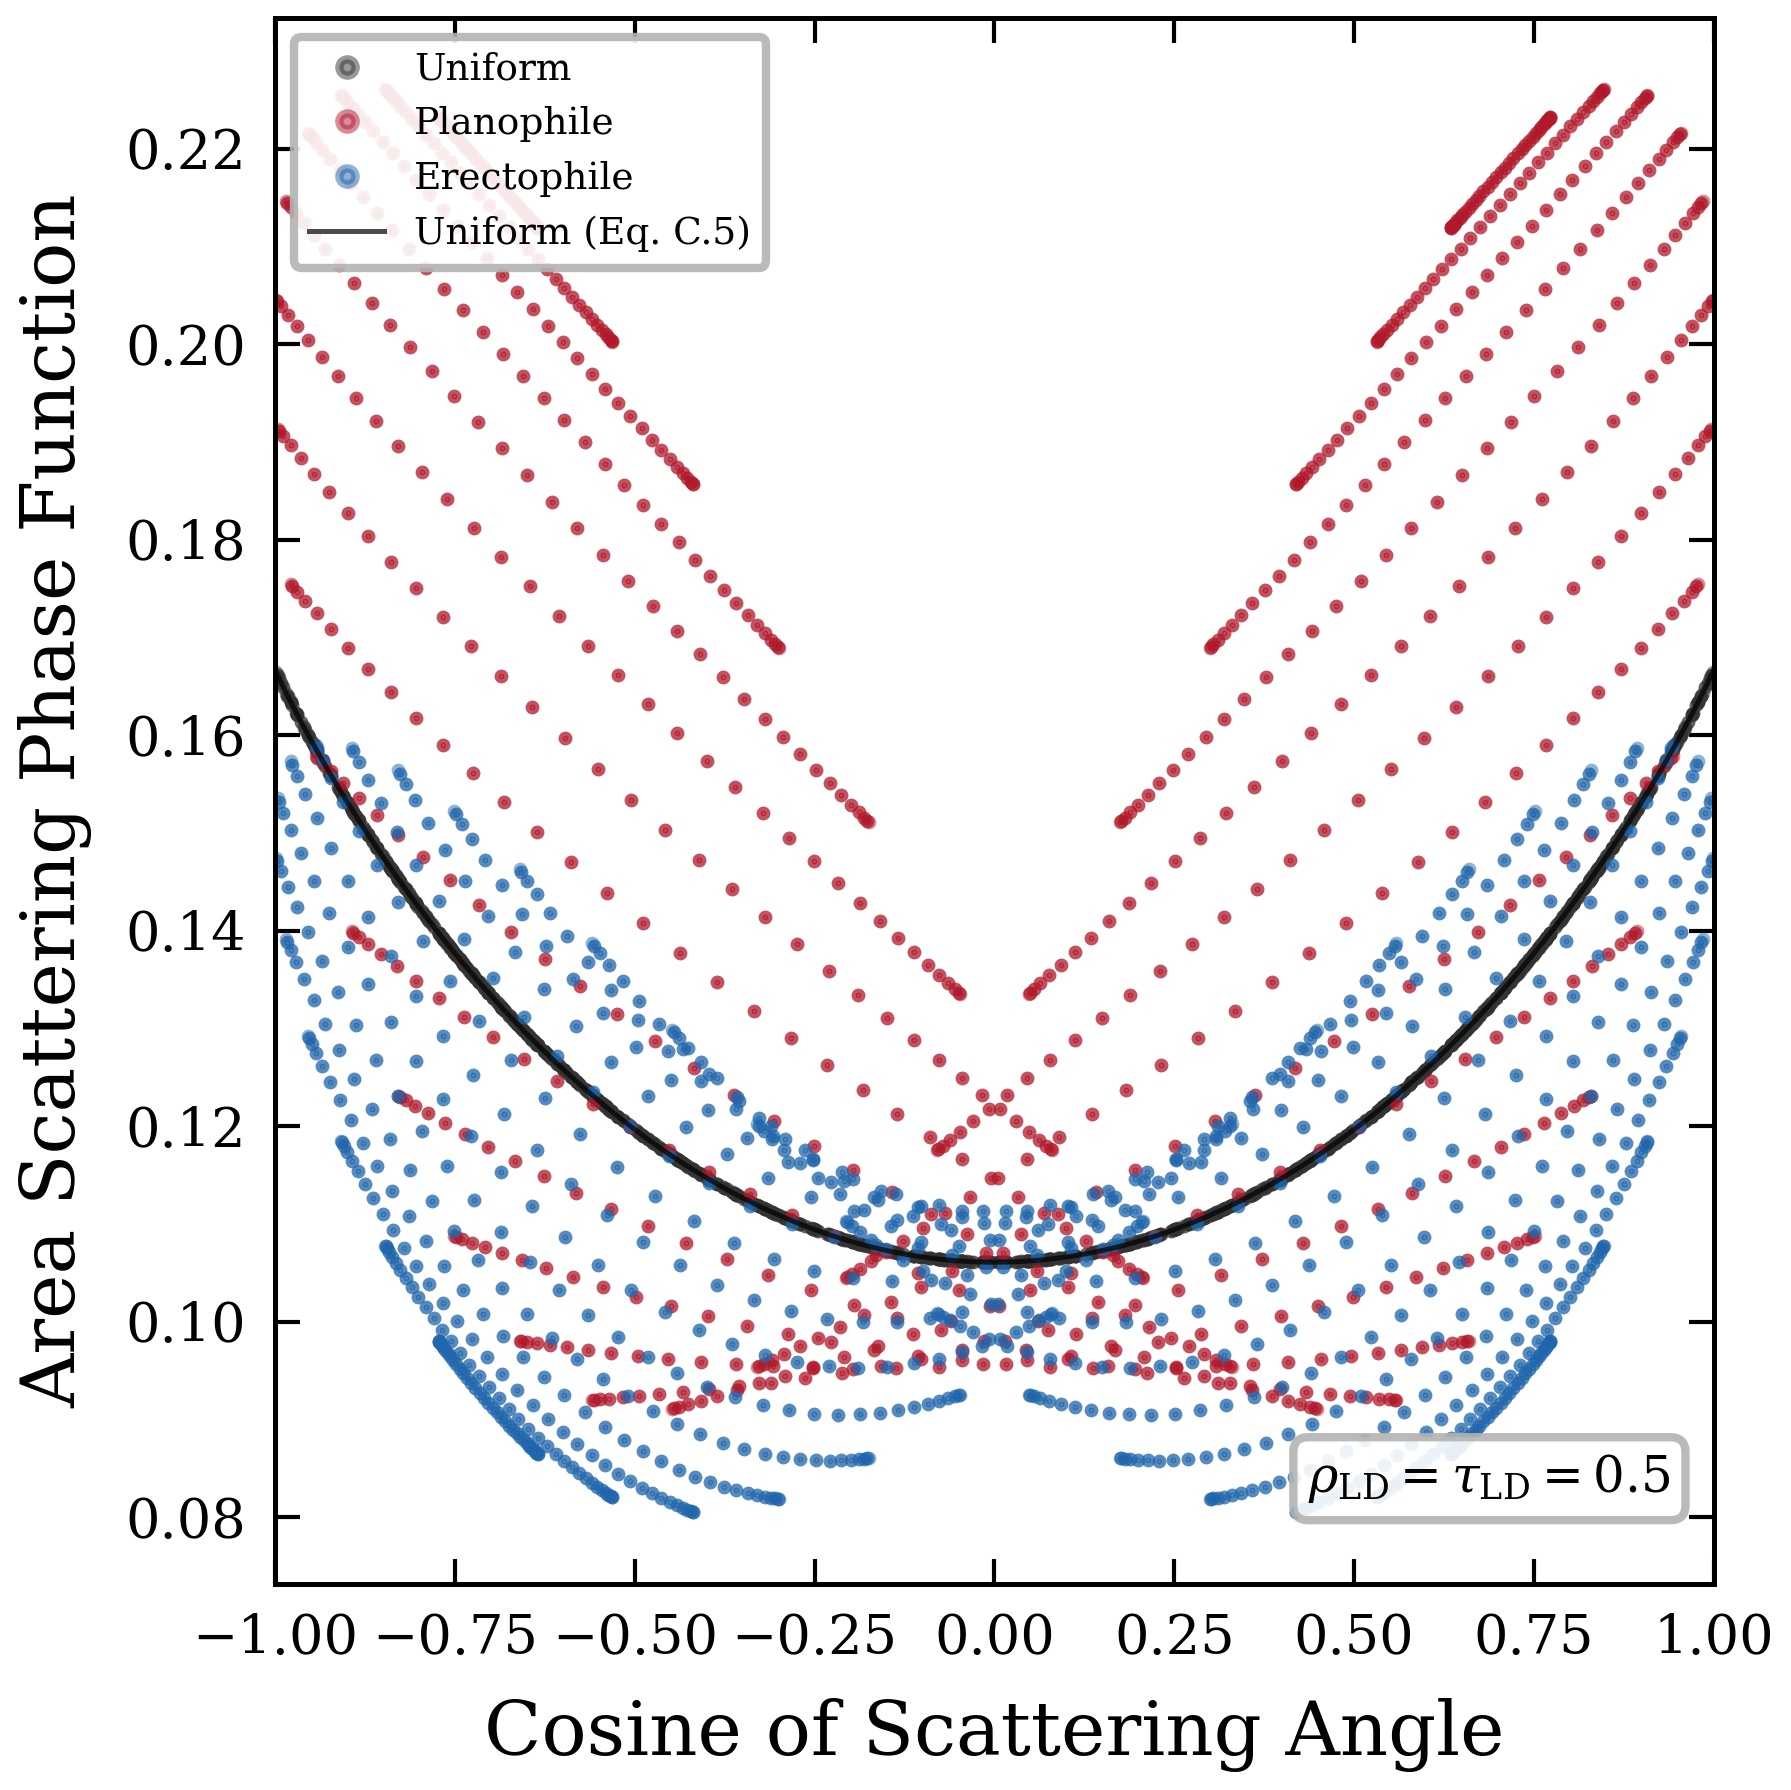 Uniform
Planophile
Erectophile
Uniform (Eq. C.5)
0.22
0.20
0.18
0.16
0.14
0.12
0.10
0.08
Area Scattering Phase Function
ρLD = τLD = 0.5
−1.00 −0.75 −0.50 −0.25 0.00 0.25 0.50 0.75 1.00
Cosine of Scattering Angle